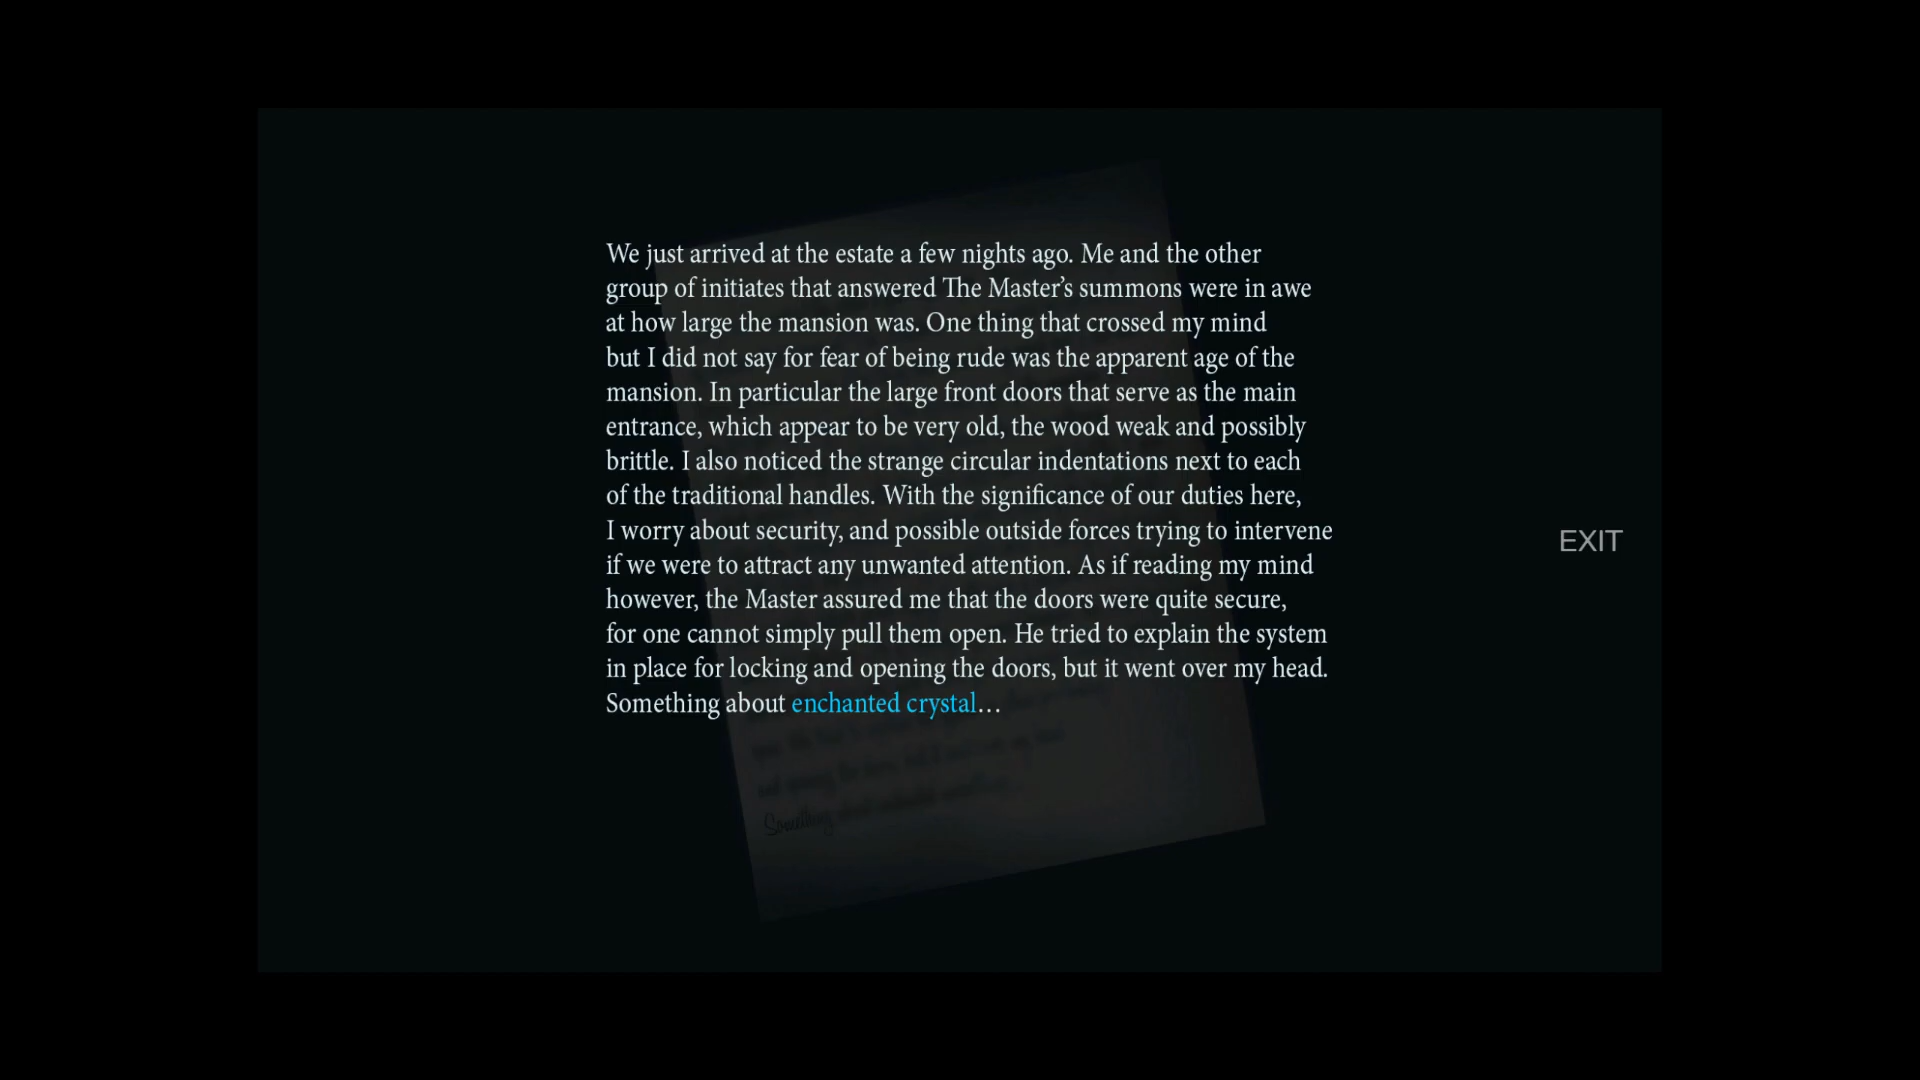 We just arrived at the estate a few nights ago. Me and the other
group of initiates that answered The Master’s summons were in awe
at how large the mansion was. One thing that crossed my mind
but I did not say for fear of being rude was the apparent age of the
mansion. In particular the large front doors that serve as the main
entrance, which appear to be very old, the wood weak and possibly
brittle. I also noticed the strange circular indentations next to each
of the traditional handles. With the significance of our duties here,
I worry about security, and possible outside forces trying to intervene
if we were to attract any unwanted attention. As if reading my mind
however, the Master assured me that the doors were quite secure,
for one cannot simply pull them open. He tried to explain the system
in place for locking and opening the doors, but it went over my head.
Something about enchanted crystal…
EXIT
Something